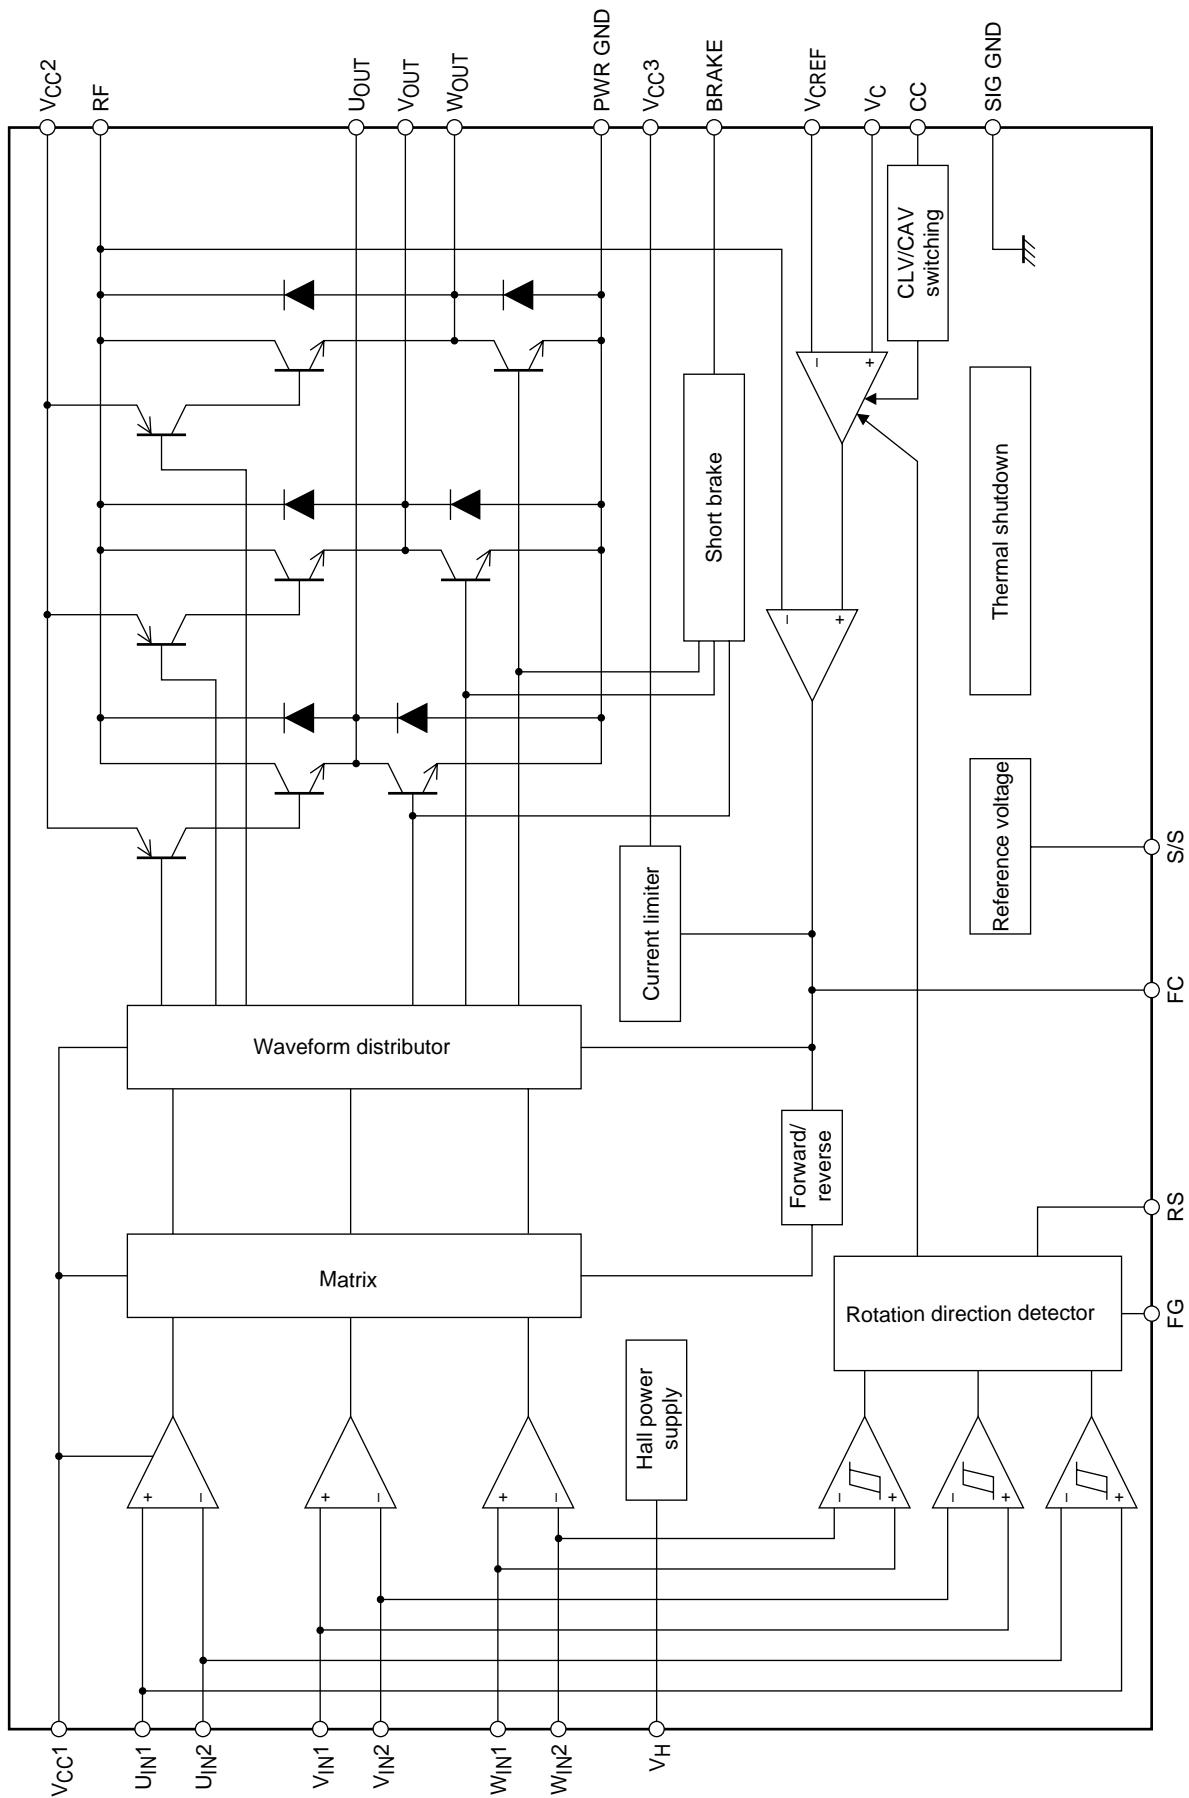 VCC2
RF
UOUT
VOUT
WOUT
PWR GND
VCC3
BRAKE
VCREF
VC
CC
SIG GND
CLV/CAV
switching
−
+
Short brake
Thermal shutdown
−
+
Reference voltage
S/S
Current limiter
FC
Waveform distributor
Forward/
reverse
RS
Matrix
Rotation direction detector
FG
Hall power
supply
+
−
+
−
+
−
−
+
−
+
−
+
VCC1
UIN1
UIN2
VIN1
VIN2
WIN1
WIN2
VH